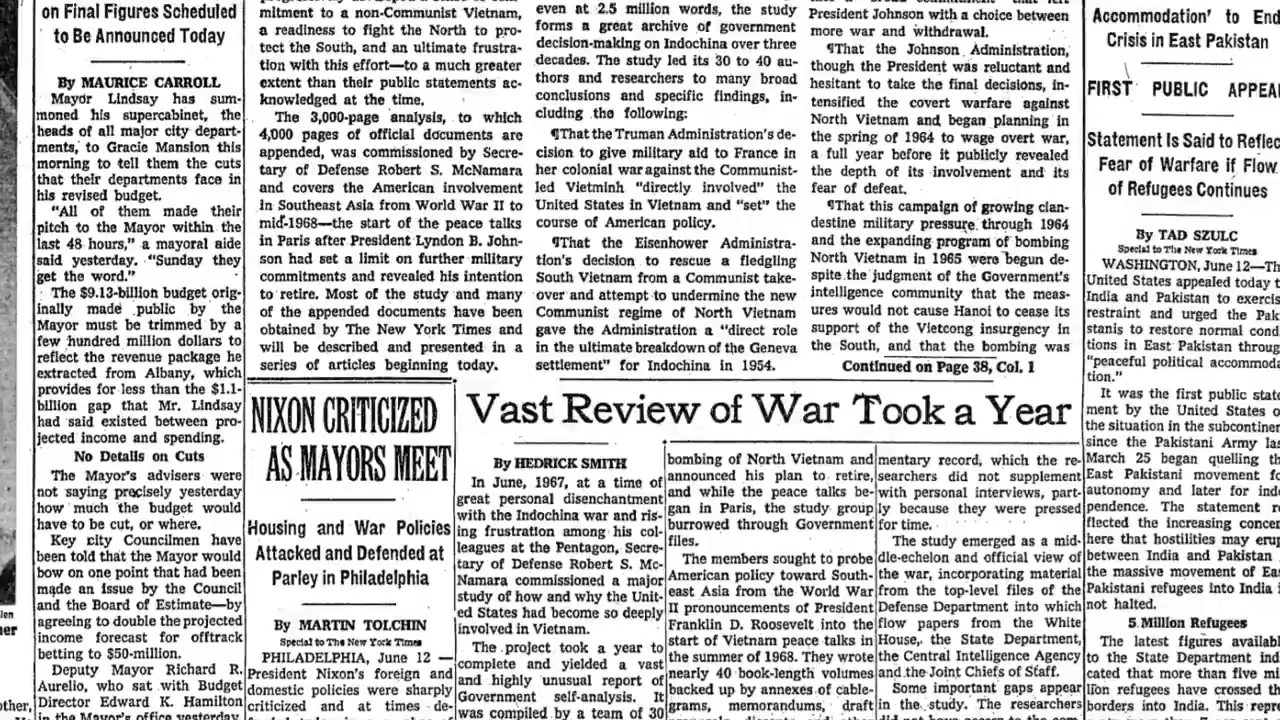 on Final Figures Scheduled
to Be Announced Today
By MAURICE CARROLL
Mayor Lindsay has sum-
moned his supercabinet, the
heads of all major city depart-
ments, to Gracie Mansion this
morning to tell them the cuts
that their departments face in
his revised budget.
"All of them made their
pitch to the Mayor within the
last 48 hours," a mayoral aide
said yesterday. "Sunday they
get the word."
The $9.13-billion budget orig-
inally made public by the
Mayor must be trimmed by a
few hundred million dollars to
reflect the revenue package he
extracted from Albany, which
provides for less than the $1.1-
billion gap that Mr. Lindsay
had said existed between pro-
jected income and spending.
No Details on Cuts
The Mayor's advisers were
not saying precisely yesterday
how much the budget would
have to be cut, or where.
Key city Councilmen have
been told that the Mayor would
bow on one point that had been
made an issue by the Council
and the Board of Estimate—by
agreeing to double the projected
income forecast for offtrack
betting to $50-million.
Deputy Mayor Richard R.
Aurelio, who sat with Budget
Director Edward K. Hamilton
in the Mayor's office yesterday
mitment to a non-Communist Vietnam,
a readiness to fight the North to pro-
tect the South, and an ultimate frustra-
tion with this effort—to a much greater
extent than their public statements ac-
knowledged at the time.
The 3,000-page analysis, to which
4,000 pages of official documents are
appended, was commissioned by Secre-
tary of Defense Robert S. McNamara
and covers the American involvement
in Southeast Asia from World War II to
mid-1968—the start of the peace talks
in Paris after President Lyndon B. John-
son had set a limit on further military
commitments and revealed his intention
to retire. Most of the study and many
of the appended documents have been
obtained by The New York Times and
will be described and presented in a
series of articles beginning today.
even at 2.5 million words, the study
forms a great archive of government
decision-making on Indochina over three
decades. The study led its 30 to 40 au-
thors and researchers to many broad
conclusions and specific findings, in-
cluding the following:
¶That the Truman Administration's de-
cision to give military aid to France in
her colonial war against the Communist-
led Vietminh "directly involved" the
United States in Vietnam and "set" the
course of American policy.
¶That the Eisenhower Administra-
tion's decision to rescue a fledgling
South Vietnam from a Communist take-
over and attempt to undermine the new
Communist regime of North Vietnam
gave the Administration a "direct role
in the ultimate breakdown of the Geneva
settlement" for Indochina in 1954.
President Johnson with a choice between
more war and withdrawal.
¶That the Johnson Administration,
though the President was reluctant and
hesitant to take the final decisions, in-
tensified the covert warfare against
North Vietnam and began planning in
the spring of 1964 to wage overt war,
a full year before it publicly revealed
the depth of its involvement and its
fear of defeat.
¶That this campaign of growing clan-
destine military pressure through 1964
and the expanding program of bombing
North Vietnam in 1965 were begun de-
spite the judgment of the Government's
intelligence community that the meas-
ures would not cause Hanoi to cease its
support of the Vietcong insurgency in
the South, and that the bombing was
Continued on Page 38, Col. 1
NIXON CRITICIZED
AS MAYORS MEET
Housing and War Policies
Attacked and Defended at
Parley in Philadelphia
By MARTIN TOLCHIN
Special to The New York Times
PHILADELPHIA, June 12 —
President Nixon's foreign and
domestic policies were sharply
criticized and at times de-
Vast Review of War Took a Year
By HEDRICK SMITH
In June, 1967, at a time of
great personal disenchantment
with the Indochina war and ris-
ing frustration among his col-
leagues at the Pentagon, Secre-
tary of Defense Robert S. Mc-
Namara commissioned a major
study of how and why the Unit-
ed States had become so deeply
involved in Vietnam.
The project took a year to
complete and yielded a vast
and highly unusual report of
Government self-analysis. It
was compiled by a team of 30
bombing of North Vietnam and
announced his plan to retire,
and while the peace talks be-
gan in Paris, the study group
burrowed through Government
files.
The members sought to probe
American policy toward South-
east Asia from the World War
II pronouncements of President
Franklin D. Roosevelt into the
start of Vietnam peace talks in
the summer of 1968. They wrote
nearly 40 book-length volumes
backed up by annexes of cable-
grams, memorandums, draft
mentary record, which the re-
searchers did not supplement
with personal interviews, part-
ly because they were pressed
for time.
The study emerged as a mid-
dle-echelon and official view of
the war, incorporating material
from the top-level files of the
Defense Department into which
flow papers from the White
House, the State Department,
the Central Intelligence Agency
and the Joint Chiefs of Staff.
Some important gaps appear
in the study. The researchers
Accommodation' to End
Crisis in East Pakistan
FIRST PUBLIC APPEA
Statement Is Said to Reflec
Fear of Warfare if Flow
of Refugees Continues
By TAD SZULC
Special to The New York Times
WASHINGTON, June 12—Th
United States appealed today t
India and Pakistan to exercis
restraint and urged the Pak
stanis to restore normal cond
tions in East Pakistan throug
"peaceful political accommoda
tion."
It was the first public state
ment by the United States o
the situation in the subcontinen
since the Pakistani Army las
March 25 began quelling th
East Pakistani movement fo
autonomy and later for inde
pendence. The statement re
flected the increasing concer
here that hostilities may erup
between India and Pakistan
the massive movement of Eas
Pakistani refugees into India i
not halted.
5 Million Refugees
The latest figures availabl
to the State Department indi
cated that more than five mil
lion refugees have crossed th
borders into India. This repr